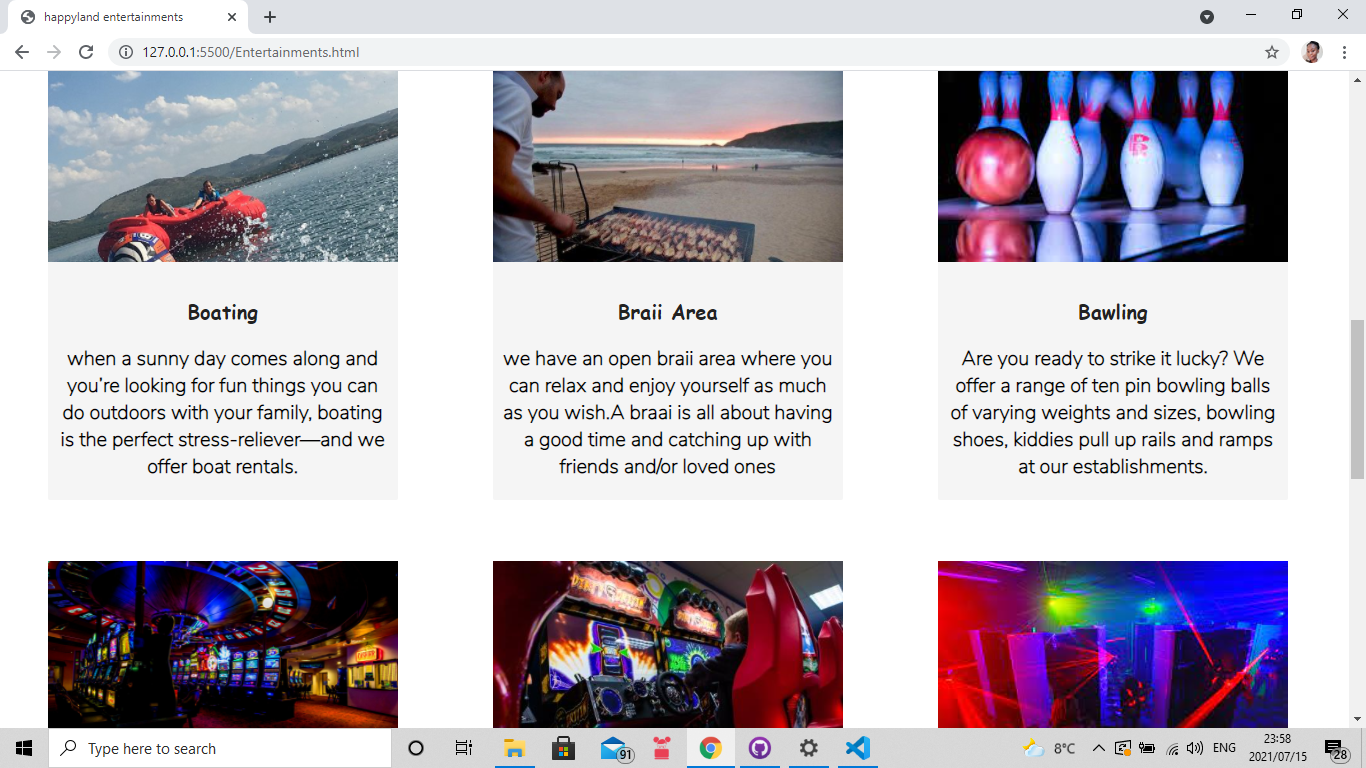 happyland entertainments
127.0.0.1:5500/Entertainments.html
Boating
when a sunny day comes along and
you're looking for fun things you can
do outdoors with your family, boating
is the perfect stress-reliever—and we
offer boat rentals.
Braii Area
we have an open braii area where you
can relax and enjoy yourself as much
as you wish.A braai is all about having
a good time and catching up with
friends and/or loved ones
Bawling
Are you ready to strike it lucky? We
offer a range of ten pin bowling balls
of varying weights and sizes, bowling
shoes, kiddies pull up rails and ramps
at our establishments.
Type here to search
91
8°C
ENG
23:58
2021/07/15
28